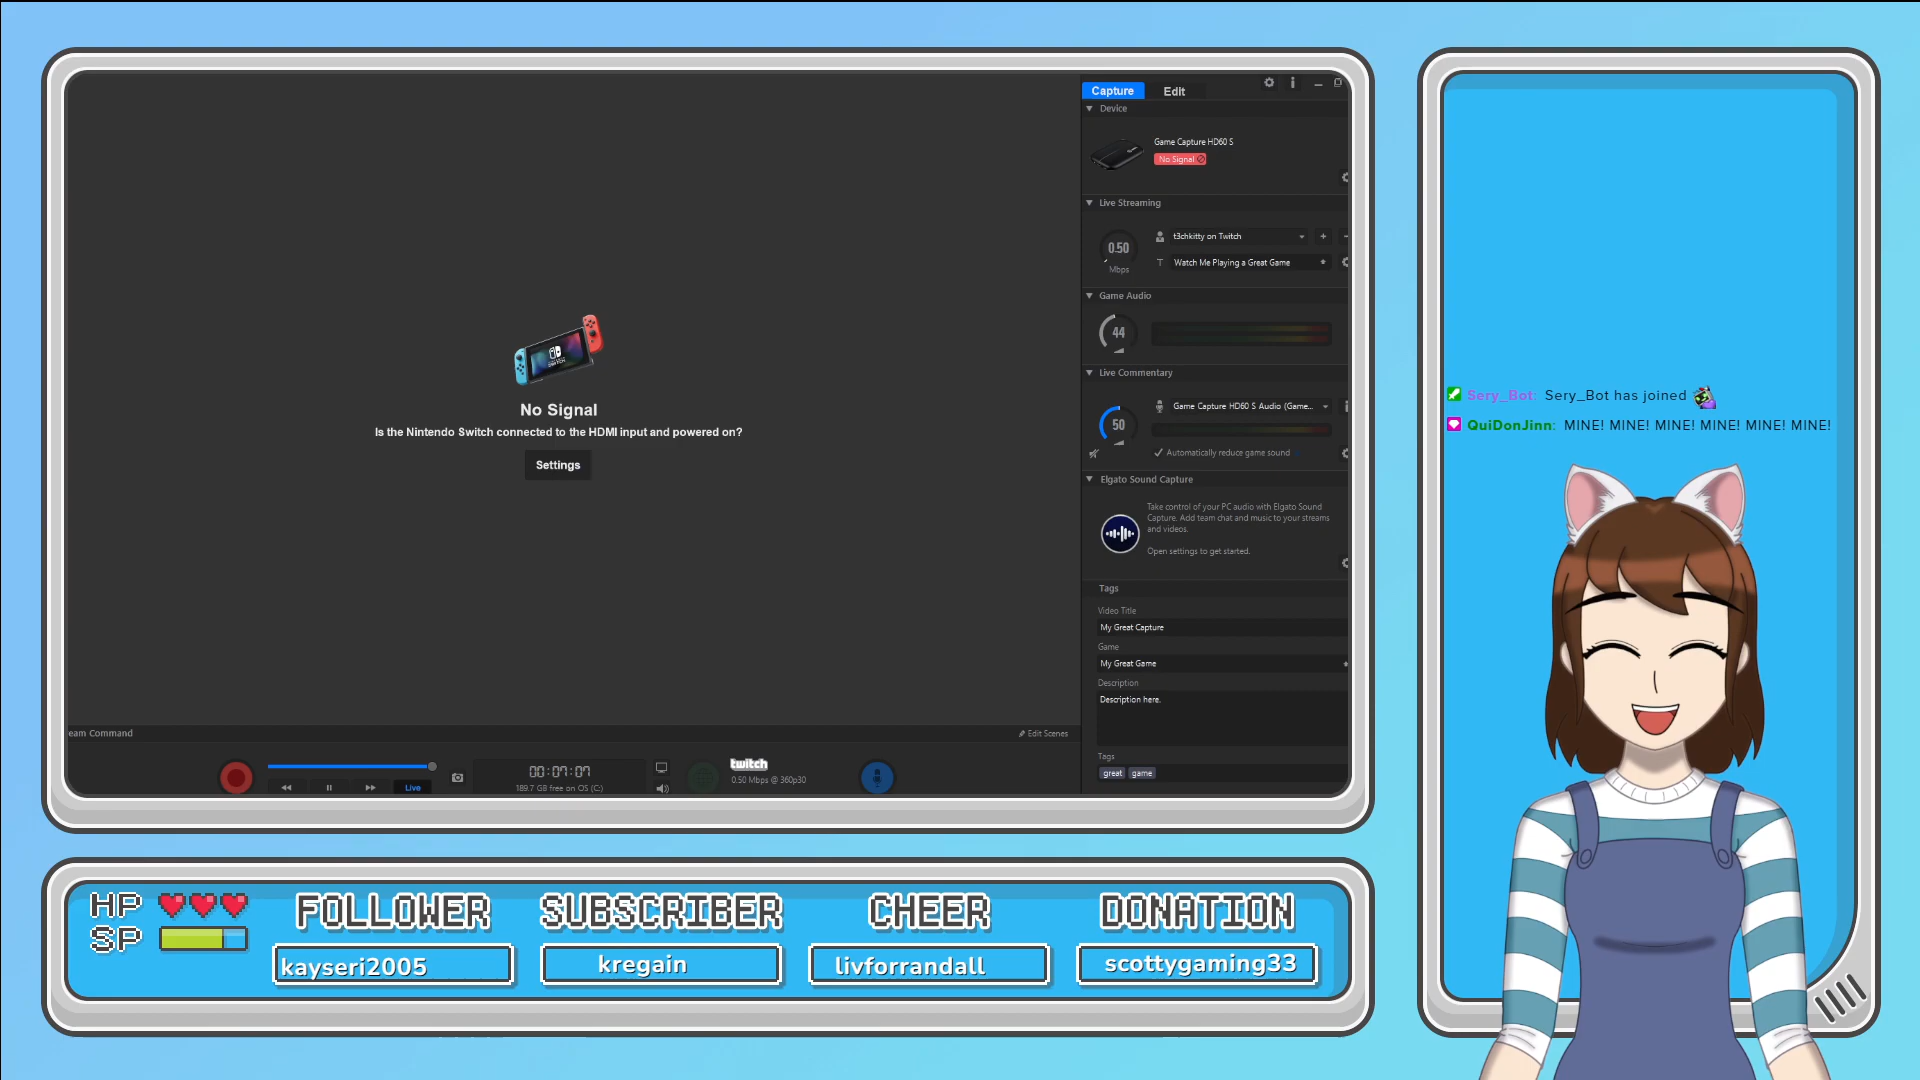 Capture Edit
Device
Game Capture HD60 S
No Signal
Live Streaming
0.50
Mbps
t3chkitty on Twitch
T Watch Me Playing a Great Game
Game Audio
44
Live Commentary
50
Game Capture HD60 S Audio (Game...
Automatically reduce game sound
Elgato Sound Capture
Take control of your PC audio with Elgato Sound
Capture. Add team chat and music to your streams
and videos.
Open settings to get started.
Tags
Video Title
My Great Capture
Game
My Great Game
Description
Description here.
Tags
great game
No Signal
Is the Nintendo Switch connected to the HDMI input and powered on?
Settings
eam Command
Edit Scenes
Live
00:07:07
189.7 GB free on OS (C:)
twitch
0.50 Mbps @ 360p30
Sery_Bot: Sery_Bot has joined
QuiDonJinn: MINE! MINE! MINE! MINE! MINE! MINE!
HP
SP
FOLLOWER
kayseri2005
SUBSCRIBER
kregain
CHEER
livforrandall
DONATION
scottygaming33